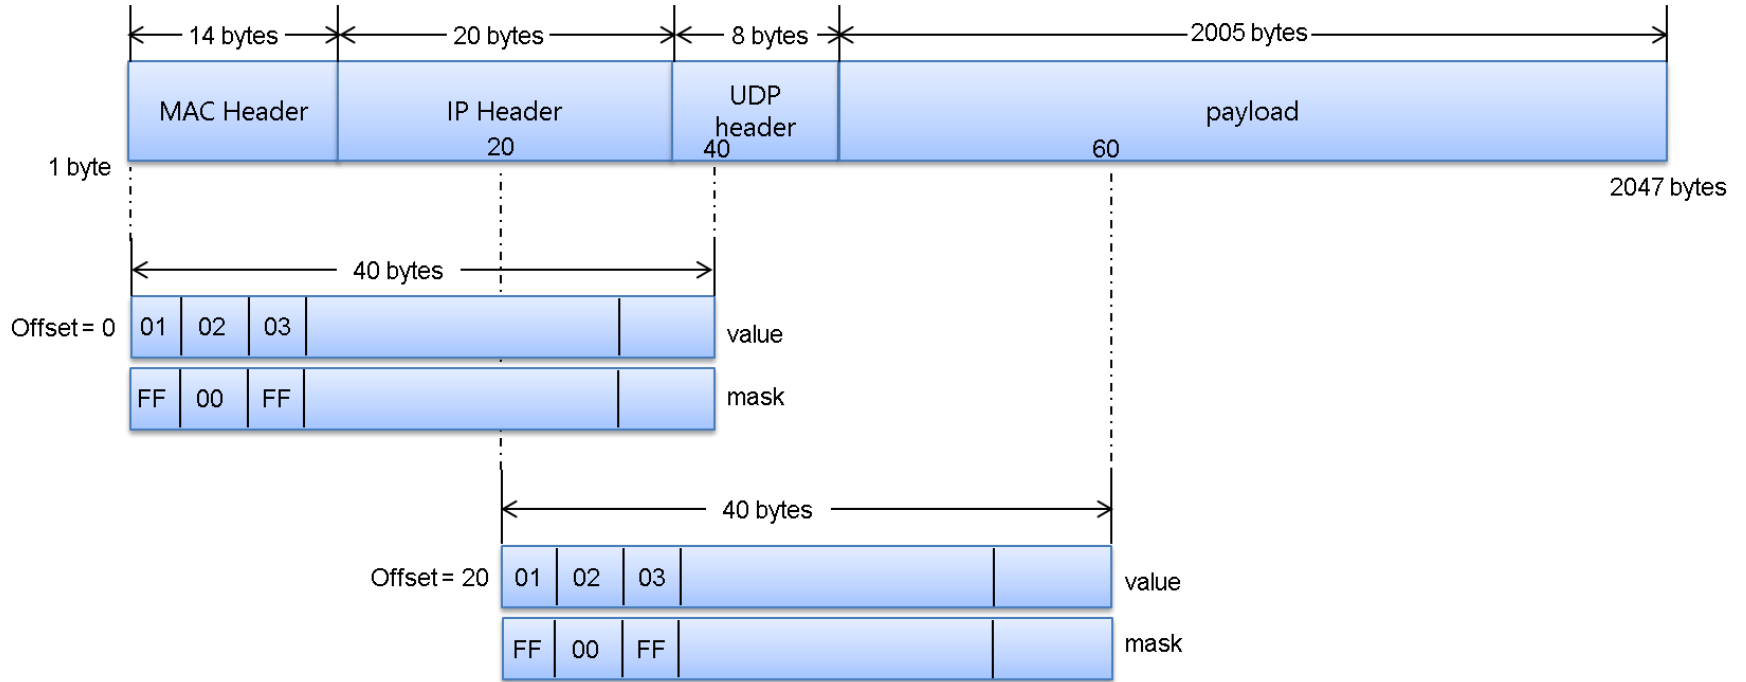 14 bytes
20 bytes
8 bytes
2005 bytes
MAC Header
IP Header
UDP
header
payload
20
40
60
1 byte
2047 bytes
40 bytes
Offset = 0
01
02
03
value
FF
00
FF
mask
40 bytes
Offset = 20
01
02
03
value
FF
00
FF
mask